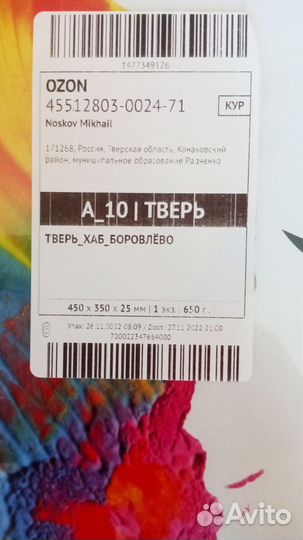 1477349126
OZON
45512803-0024-71
КУР
Noskov Mikhail
171268, Россия, Тверская область, Конаковский
район, муниципальное образование Радченко
A_10 | ТВЕРЬ
ТВЕРЬ_ХАБ_БОРОВЛЁВО
450 x 350 x 25 мм | 1 экз. | 650 г.
Упак: 26.11.2022 08:09 / Дост: 27.11.2022 21:00
700022347664000
Avito